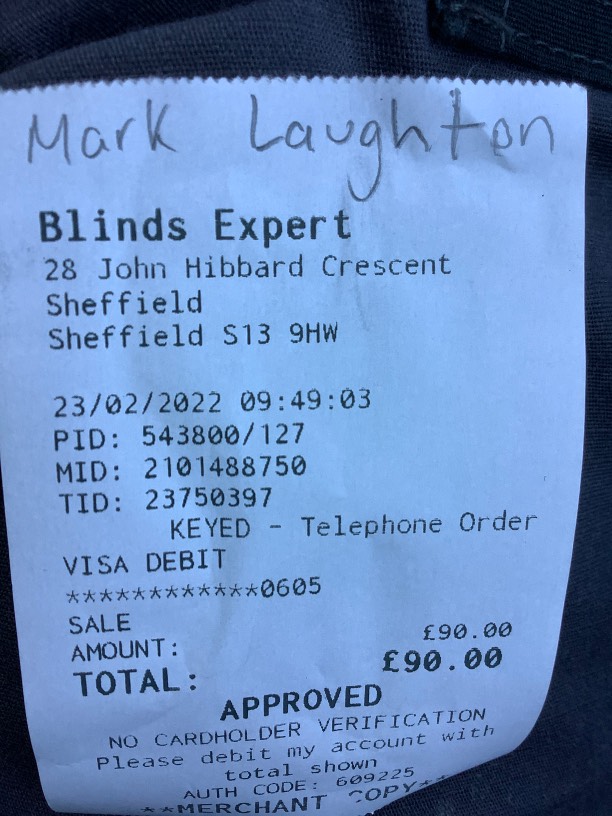 Mark Laughton
Blinds Expert
28 John Hibbard Crescent
Sheffield
Sheffield S13 9HW
23/02/2022 09:49:03
PID: 543800/127
MID: 2101488750
TID: 23750397
KEYED - Telephone Order
VISA DEBIT
************0605
SALE
AMOUNT: £90.00
TOTAL: £90.00
APPROVED
NO CARDHOLDER VERIFICATION
Please debit my account with
total shown
AUTH CODE: 609225
**MERCHANT COPY**